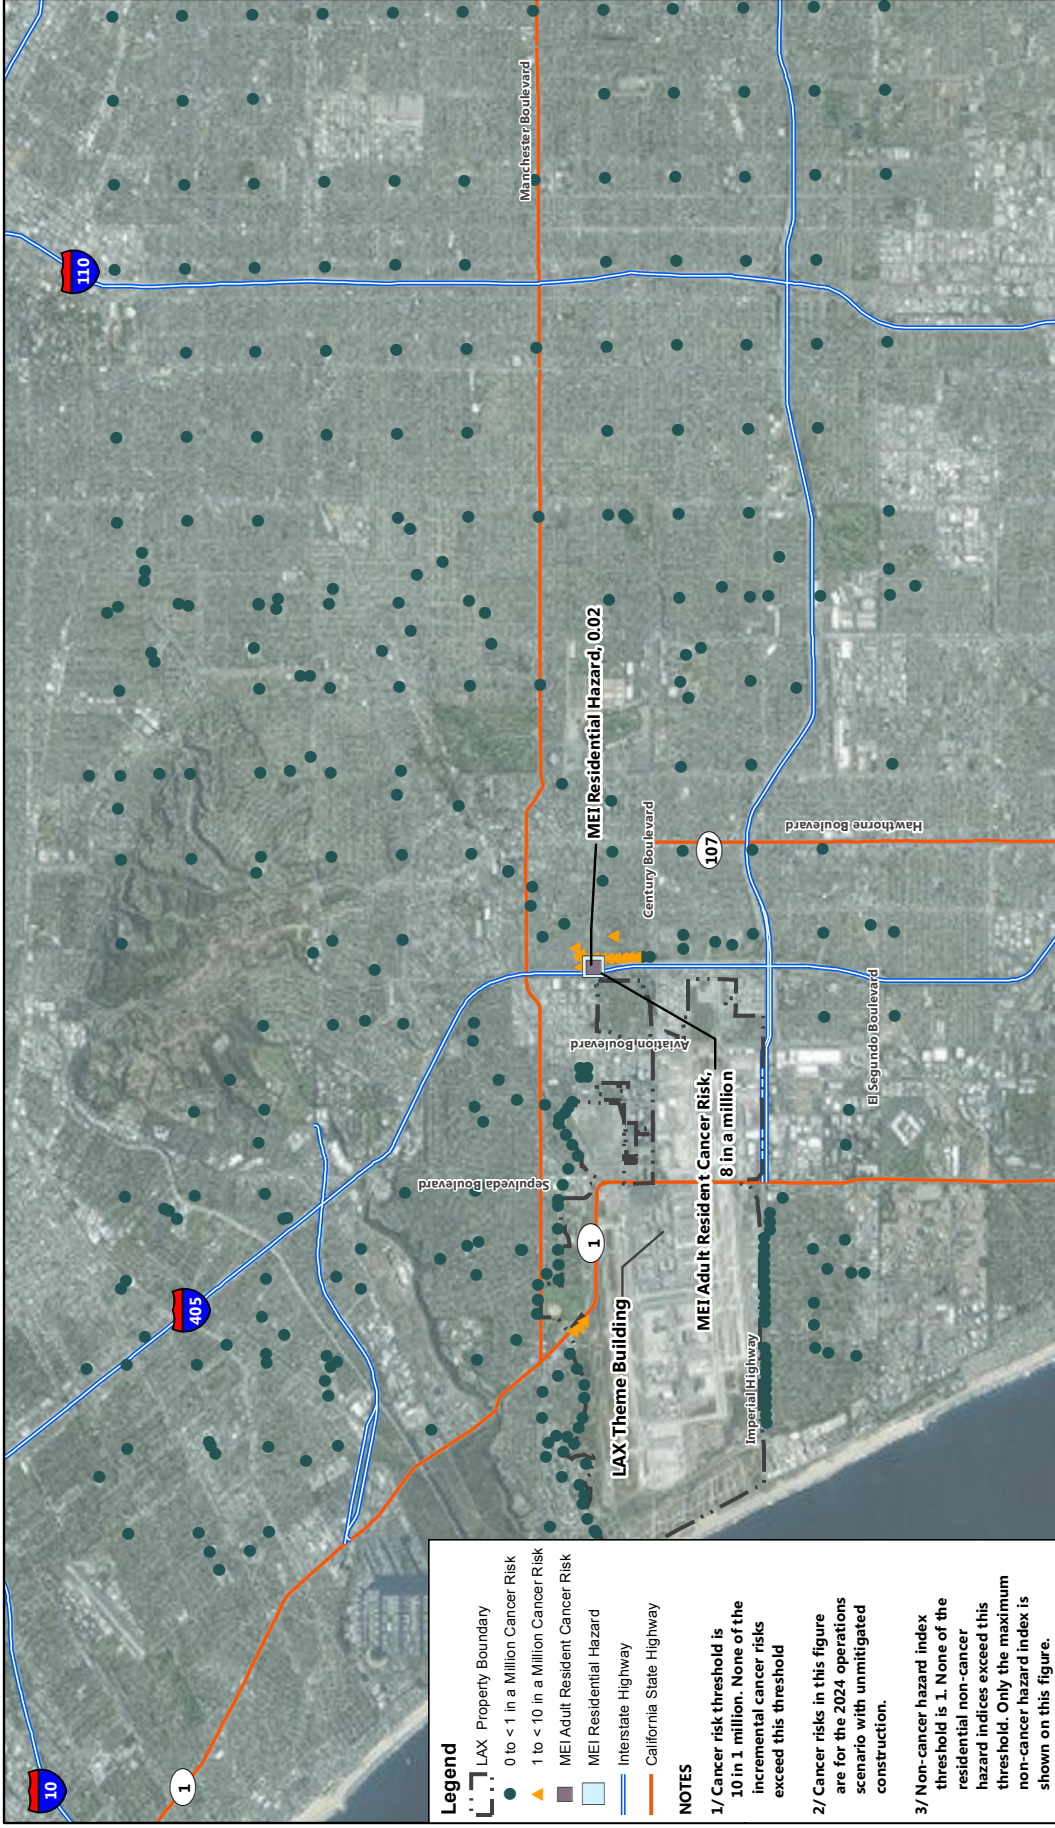 10
1
405
110
107
1
Manchester Boulevard
Hawthorne Boulevard
Century Boulevard
El Segundo Boulevard
Aviation Boulevard
Sepulveda Boulevard
Imperial Highway
MEI Residential Hazard, 0.02
MEI Adult Resident Cancer Risk,
8 in a million
LAX Theme Building
Legend
LAX Property Boundary
0 to < 1 in a Million Cancer Risk
1 to < 10 in a Million Cancer Risk
MEI Adult Resident Cancer Risk
MEI Residential Hazard
Interstate Highway
California State Highway
NOTES
1/ Cancer risk threshold is
10 in 1 million. None of the
incremental cancer risks
exceed this threshold
2/ Cancer risks in this figure
are for the 2024 operations
scenario with unmitigated
construction.
3/ Non-cancer hazard index
threshold is 1. None of the
residential non-cancer
hazard indices exceed this
threshold. Only the maximum
non-cancer hazard index is
shown on this figure.